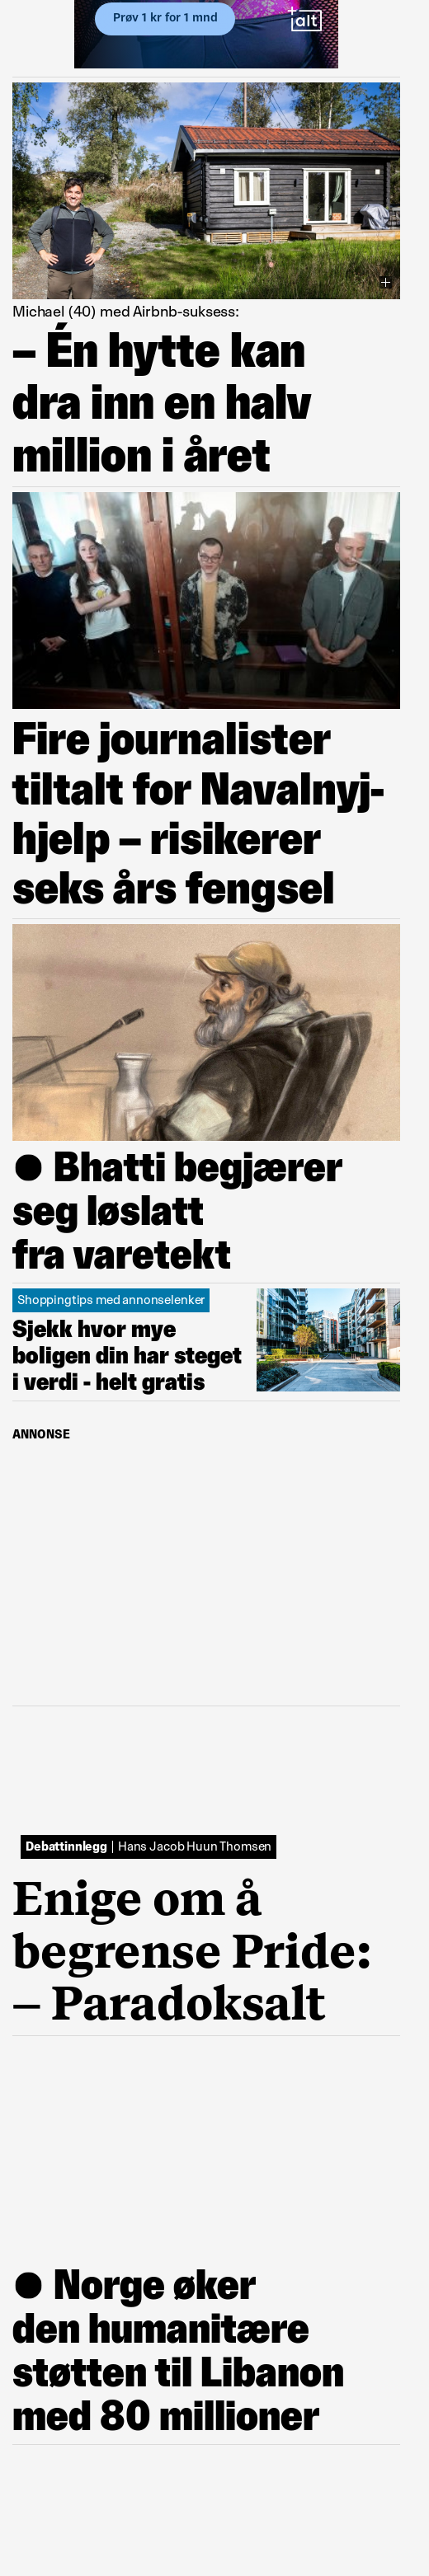 Prøv 1 kr for 1 mnd
+alt
Michael (40) med Airbnb-suksess:
– Én hytte kan
dra inn en halv
million i året
Fire journalister
tiltalt for Navalnyj-
hjelp – risikerer
seks års fengsel
● Bhatti begjærer
seg løslatt
fra varetekt
Shoppingtips med annonselenker
Sjekk hvor mye
boligen din har steget
i verdi - helt gratis
ANNONSE
Debattinnlegg | Hans Jacob Huun Thomsen
Enige om å
begrense Pride:
– Paradoksalt
● Norge øker
den humanitære
støtten til Libanon
med 80 millioner